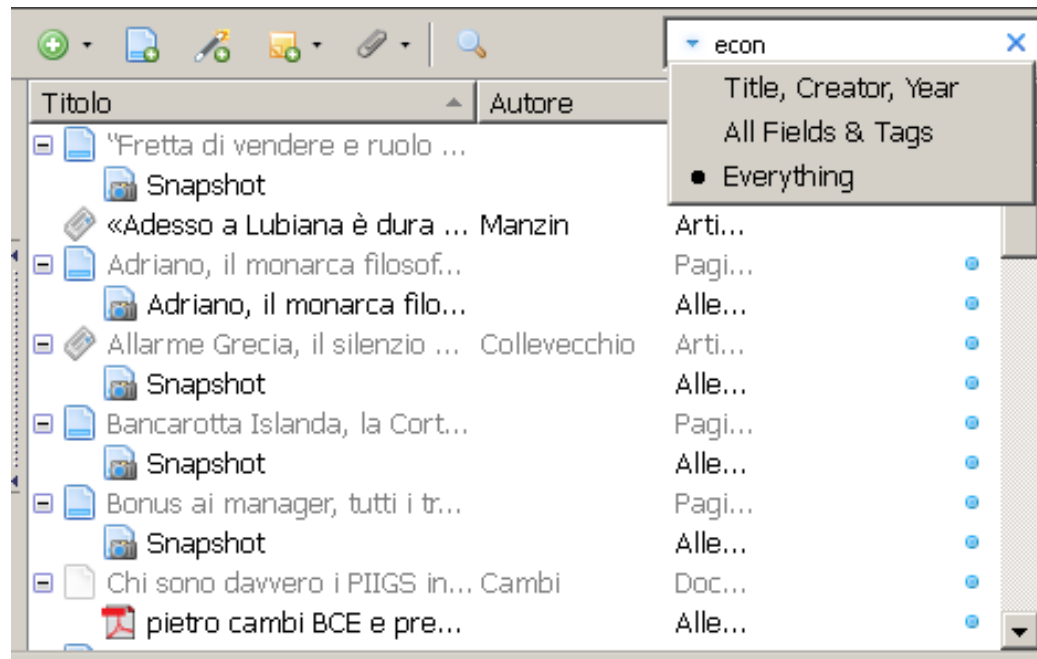 econ
Title, Creator, Year
All Fields & Tags
Everything
Titolo Autore
"Fretta di vendere e ruolo ...
Snapshot
«Adesso a Lubiana è dura ... Manzin Arti...
Adriano, il monarca filosof... Pagi...
Adriano, il monarca filo... Alle...
Allarme Grecia, il silenzio ... Collevecchio Arti...
Snapshot Alle...
Bancarotta Islanda, la Cort... Pagi...
Snapshot Alle...
Bonus ai manager, tutti i tr... Pagi...
Snapshot Alle...
Chi sono davvero i PIIGS in... Cambi Doc...
pietro cambi BCE e pre... Alle...